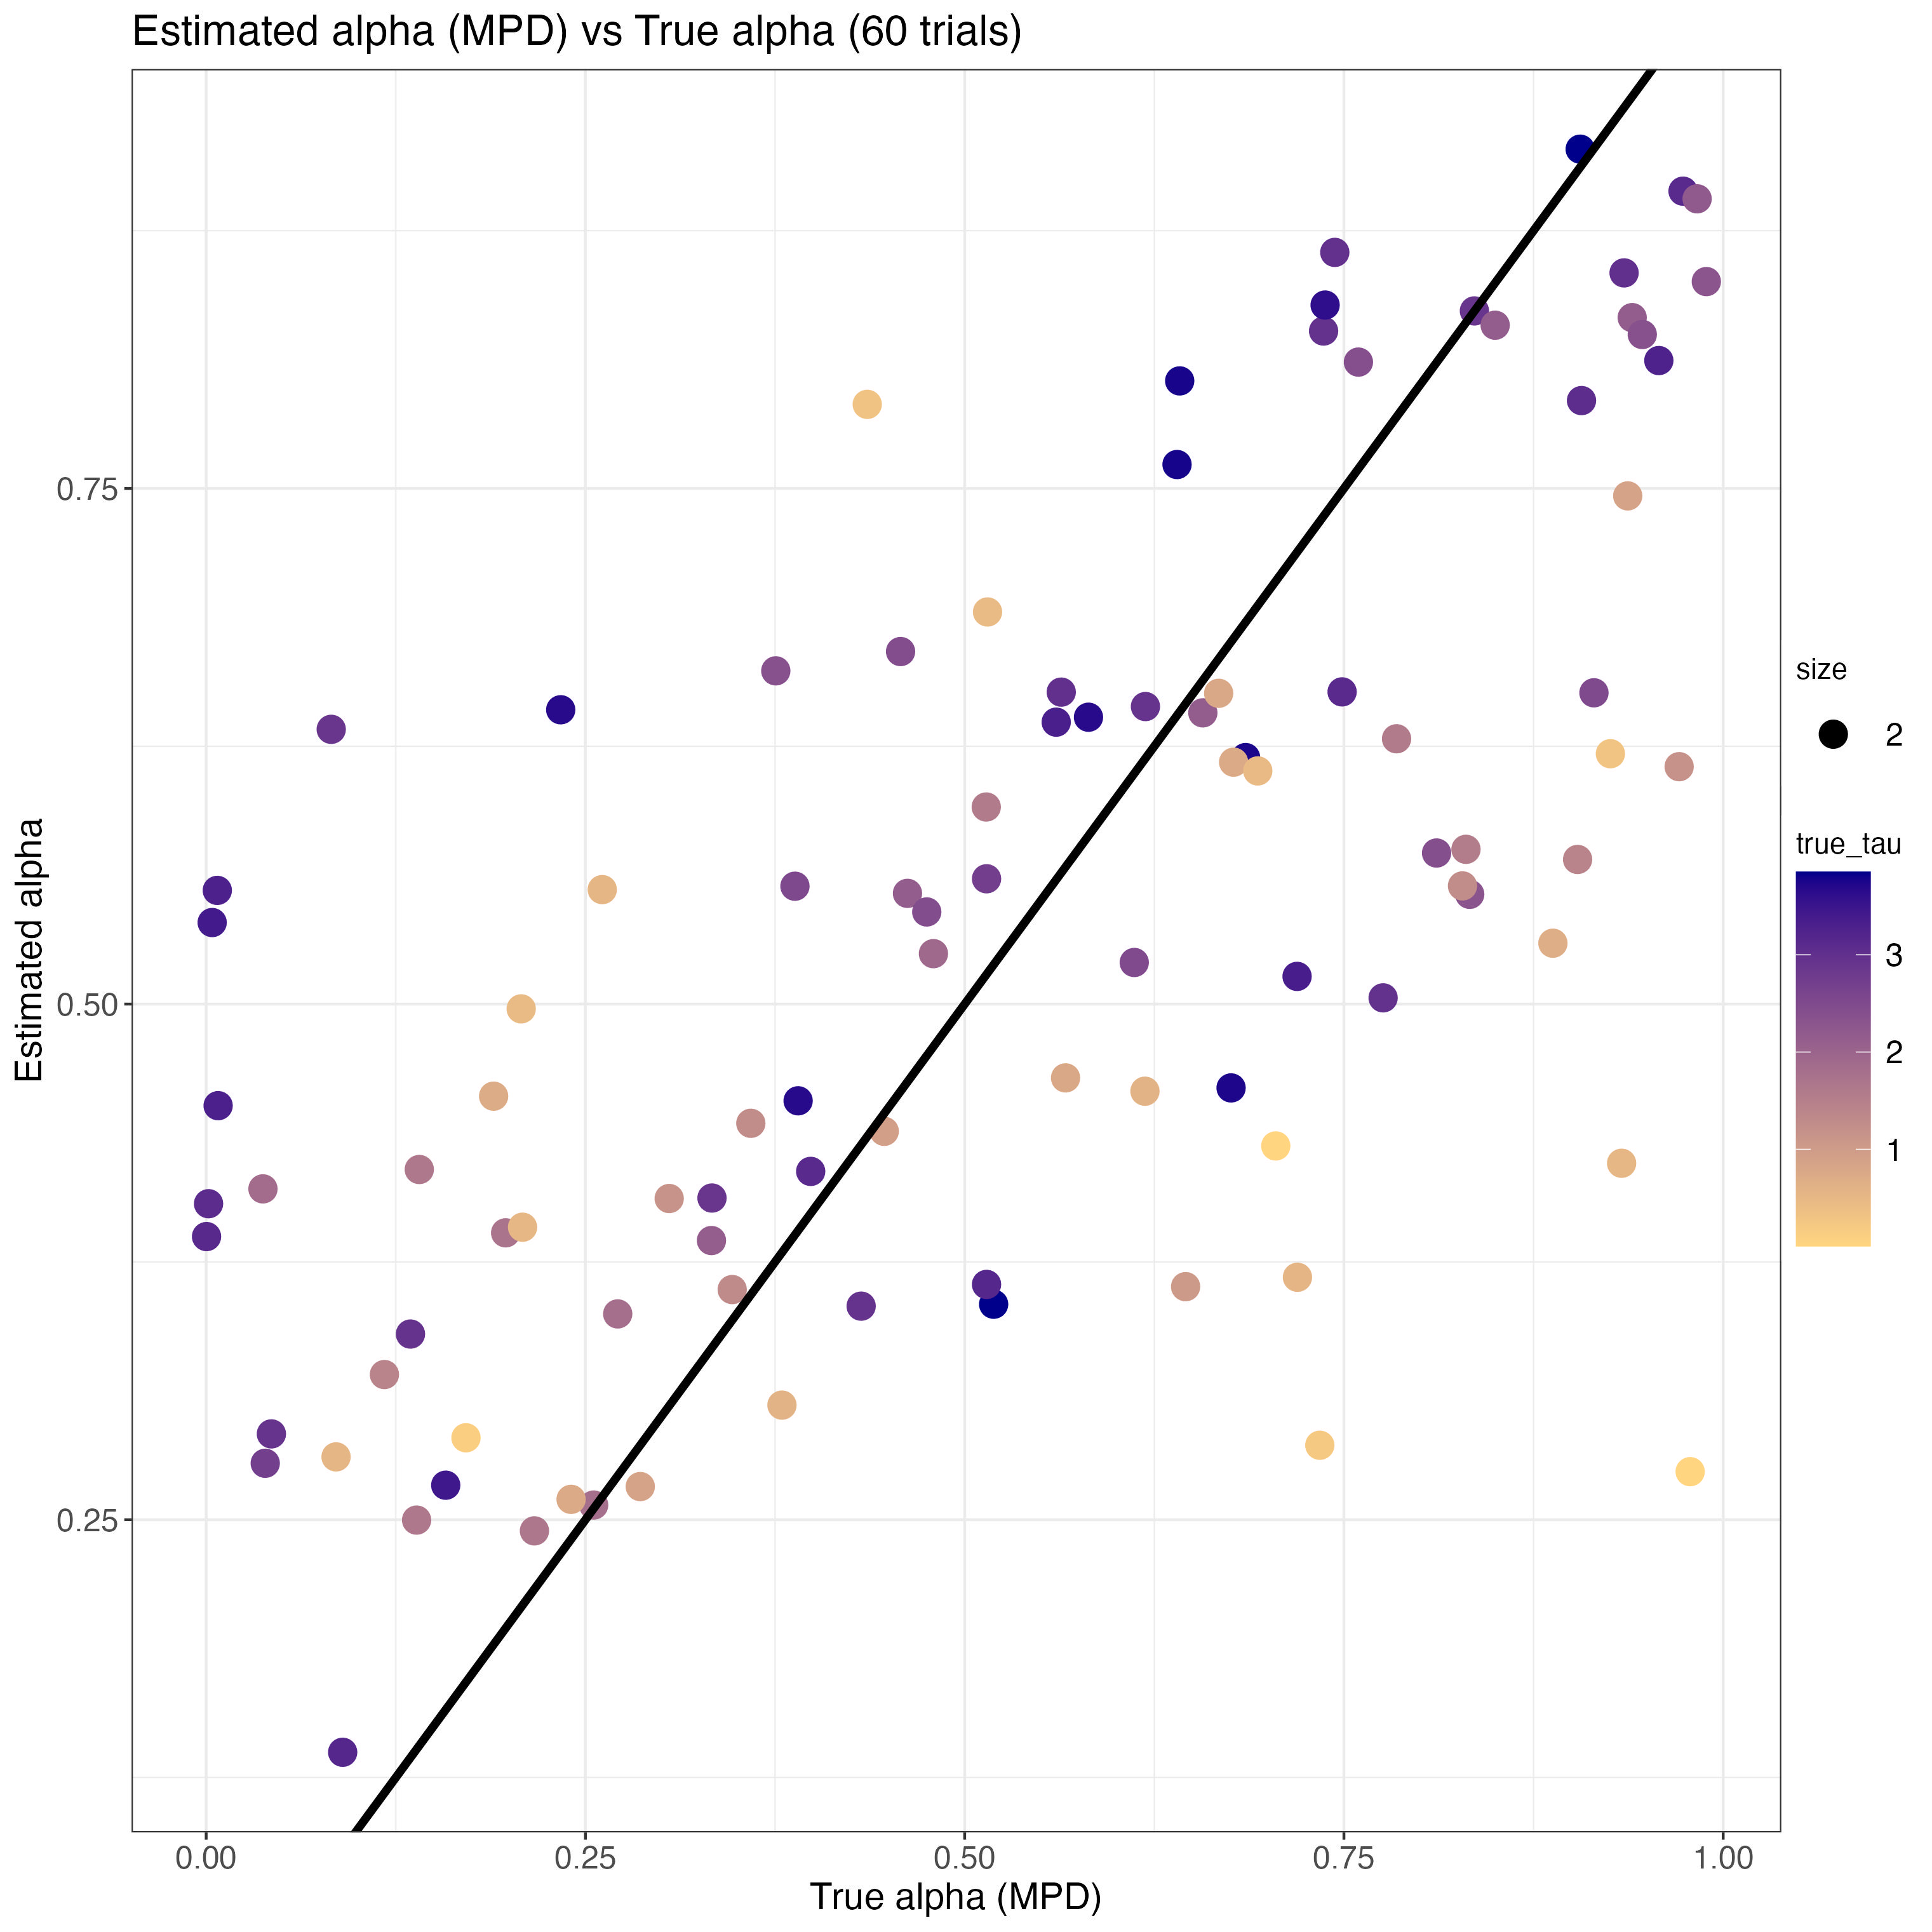 Estimated alpha (MPD) vs True alpha (60 trials)
Estimated alpha
0.75
0.50
0.25
0.00
0.25
0.50
0.75
1.00
True alpha (MPD)
size
2
true_tau
3
2
1